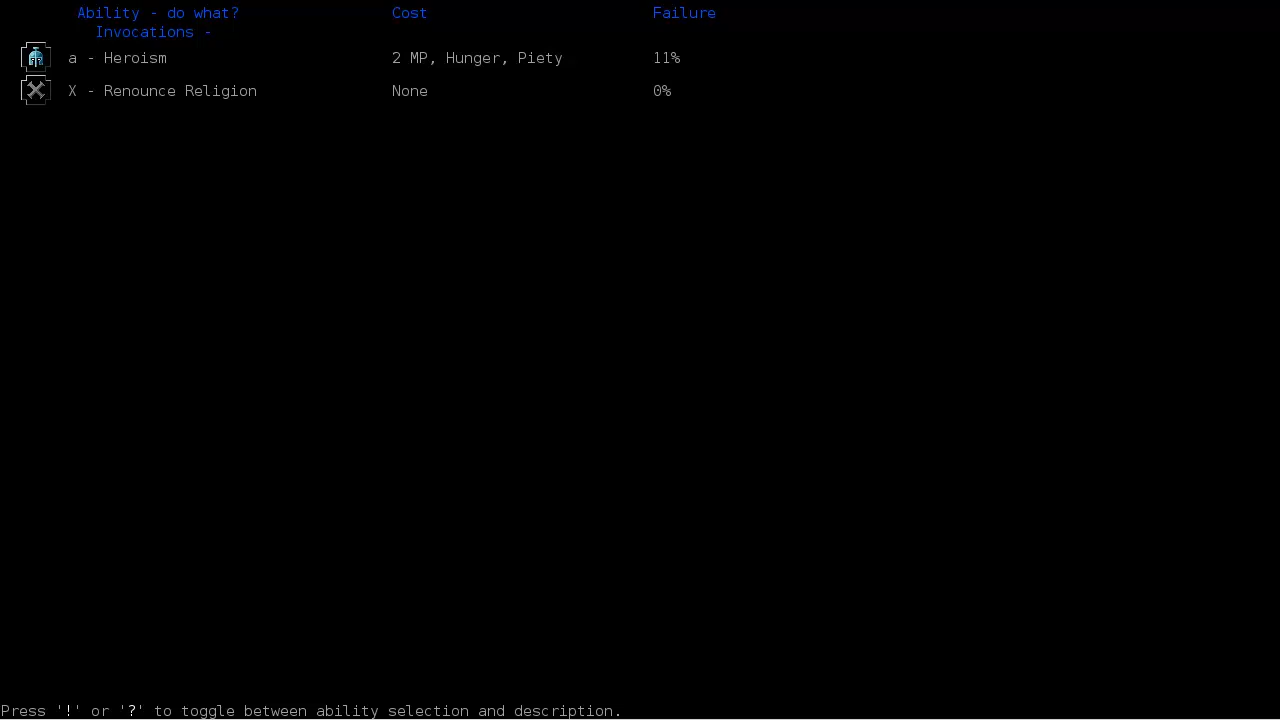 Ability - do what? Cost Failure
Invocations -
a - Heroism 2 MP, Hunger, Piety 11%
X - Renounce Religion None 0%
Press '!' or '?' to toggle between ability selection and description.